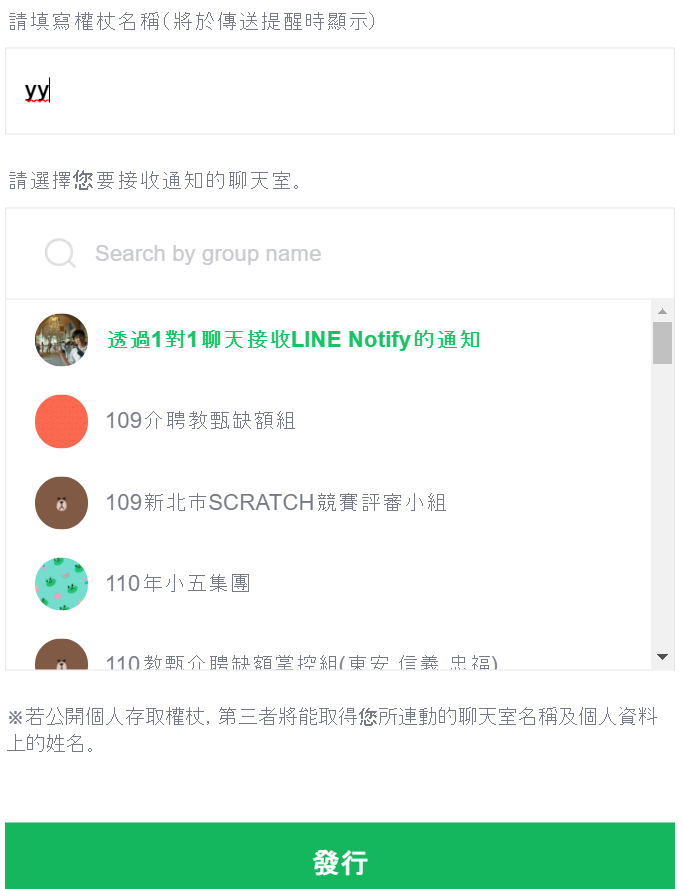 請填寫權杖名稱(將於傳送提醒時顯示)
yy
請選擇您要接收通知的聊天室。
Search by group name
透過1對1聊天接收LINE Notify的通知
109介聘教甄缺額組
109新北市SCRATCH競賽評審小組
110年小五集團
110教甄介聘缺額掌控組(東安 信義 忠福)
※若公開個人存取權杖, 第三者將能取得您所連動的聊天室名稱及個人資料
上的姓名。
發行